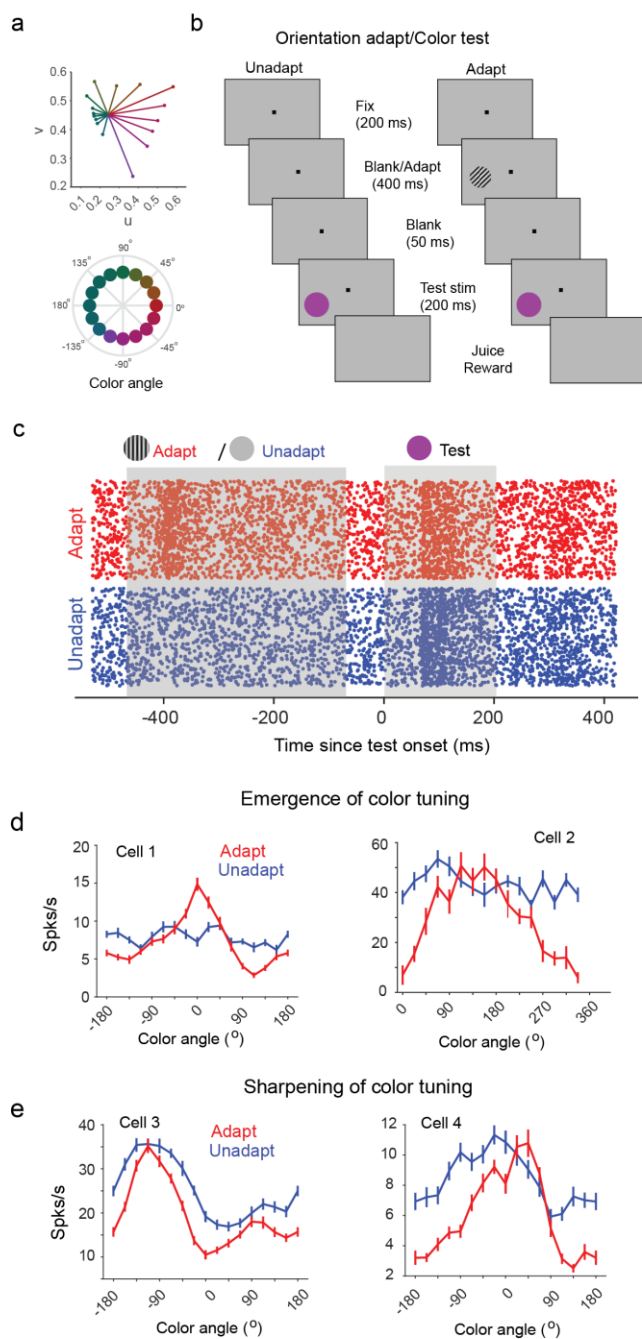 a
0.6
0.5
0.4
0.3
0.2
v
0.1
0.2
0.3
0.4
0.5
0.6
u
90°
135°
45°
180°
0°
-135°
-45°
-90°
Color angle
b
Orientation adapt/Color test
Unadapt
Adapt
Fix
(200 ms)
Blank/Adapt
(400 ms)
Blank
(50 ms)
Test stim
(200 ms)
Juice
Reward
c
Adapt / Unadapt
Test
Adapt
Unadapt
-400 -200 0 200 400
Time since test onset (ms)
Emergence of color tuning
d
Cell 1
Adapt
Unadapt
20
15
10
5
0
Spks/s
-180 -90 0 90 180
Color angle (°)
Cell 2
60
40
20
0
0 90 180 270 360
Color angle (°)
Sharpening of color tuning
e
Cell 3
Adapt
Unadapt
40
30
20
10
Spks/s
-180 -90 0 90 180
Color angle (°)
Cell 4
12
10
8
6
4
2
-180 -90 0 90 180
Color angle (°)